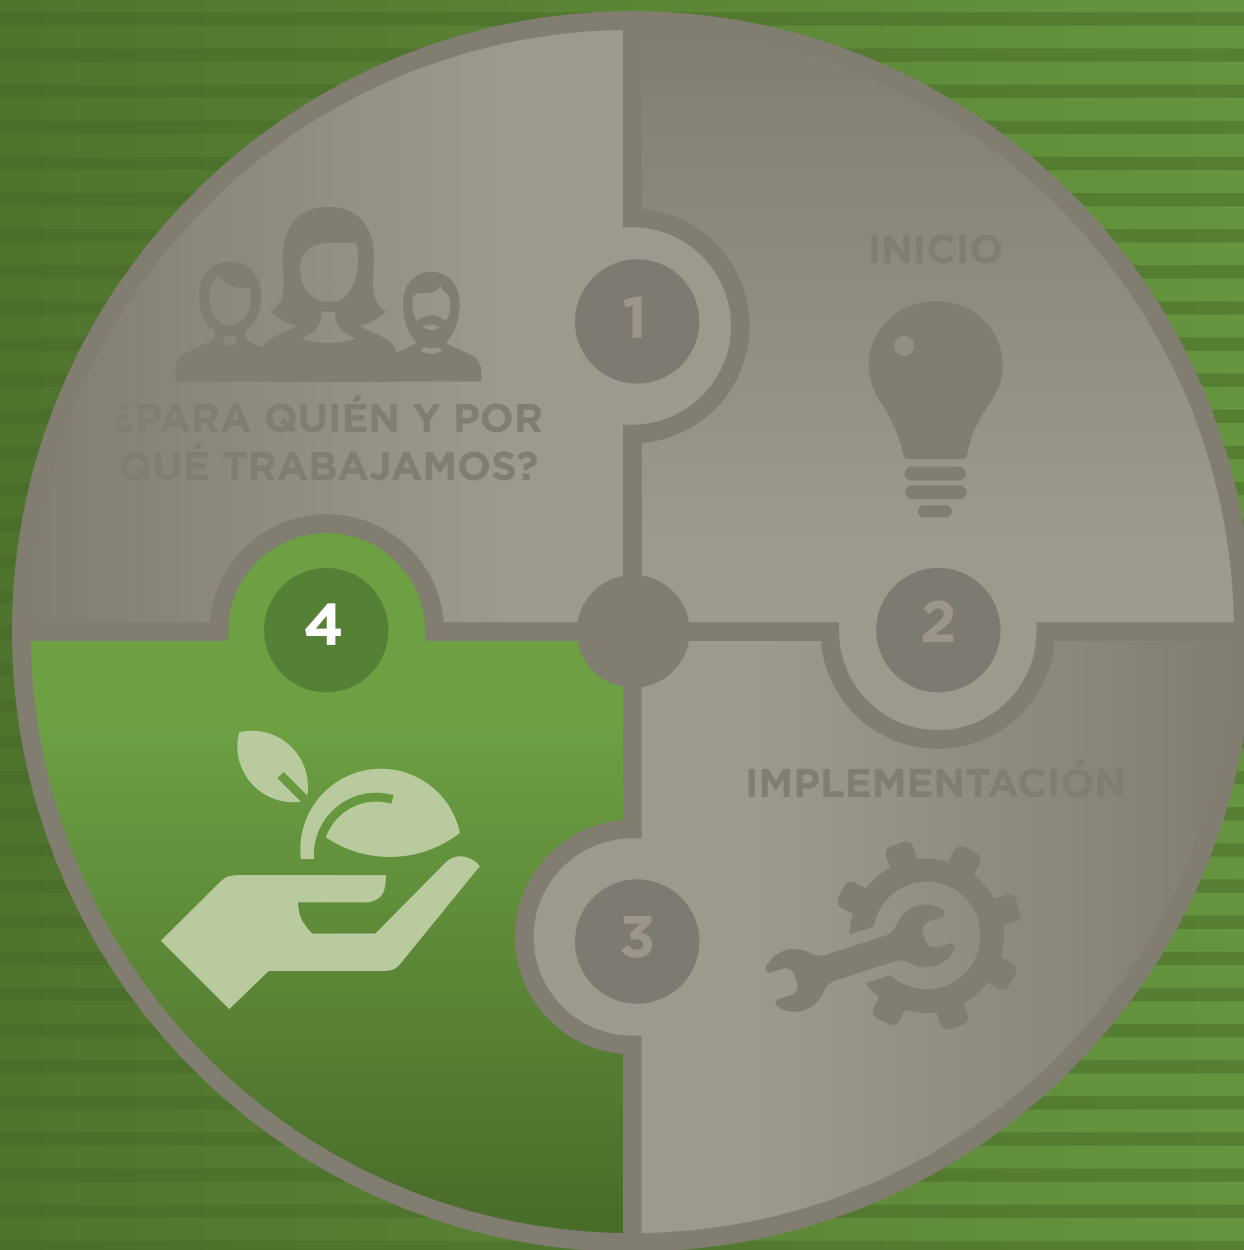 ¿PARA QUIÉN Y POR
QUÉ TRABAJAMOS?
1
INICIO
2
IMPLEMENTACIÓN
3
4